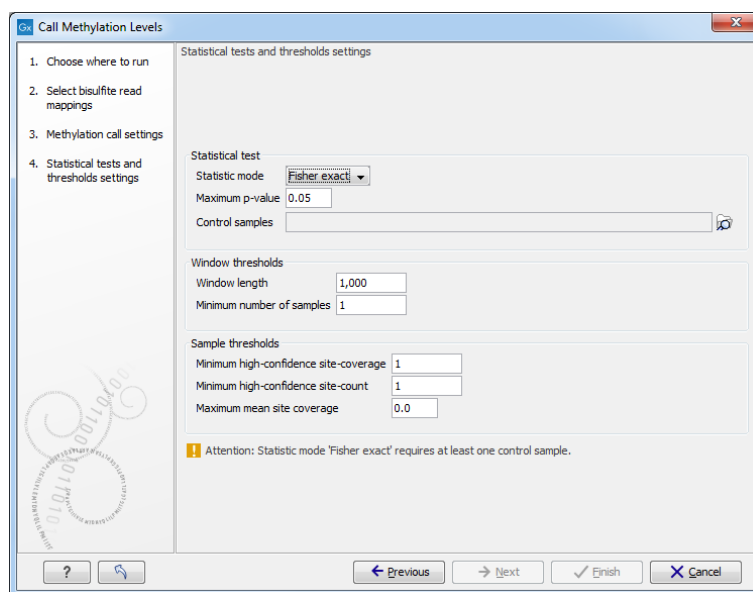 Gx Call Methylation Levels
1. Choose where to run
2. Select bisulfite read
mappings
3. Methylation call settings
4. Statistical tests and
thresholds settings
Statistical tests and thresholds settings
Statistical test
Statistic mode Fisher exact
Maximum p-value 0.05
Control samples
Window thresholds
Window length 1,000
Minimum number of samples 1
Sample thresholds
Minimum high-confidence site-coverage 1
Minimum high-confidence site-count 1
Maximum mean site coverage 0.0
! Attention: Statistic mode 'Fisher exact' requires at least one control sample.
? Previous Next Finish Cancel